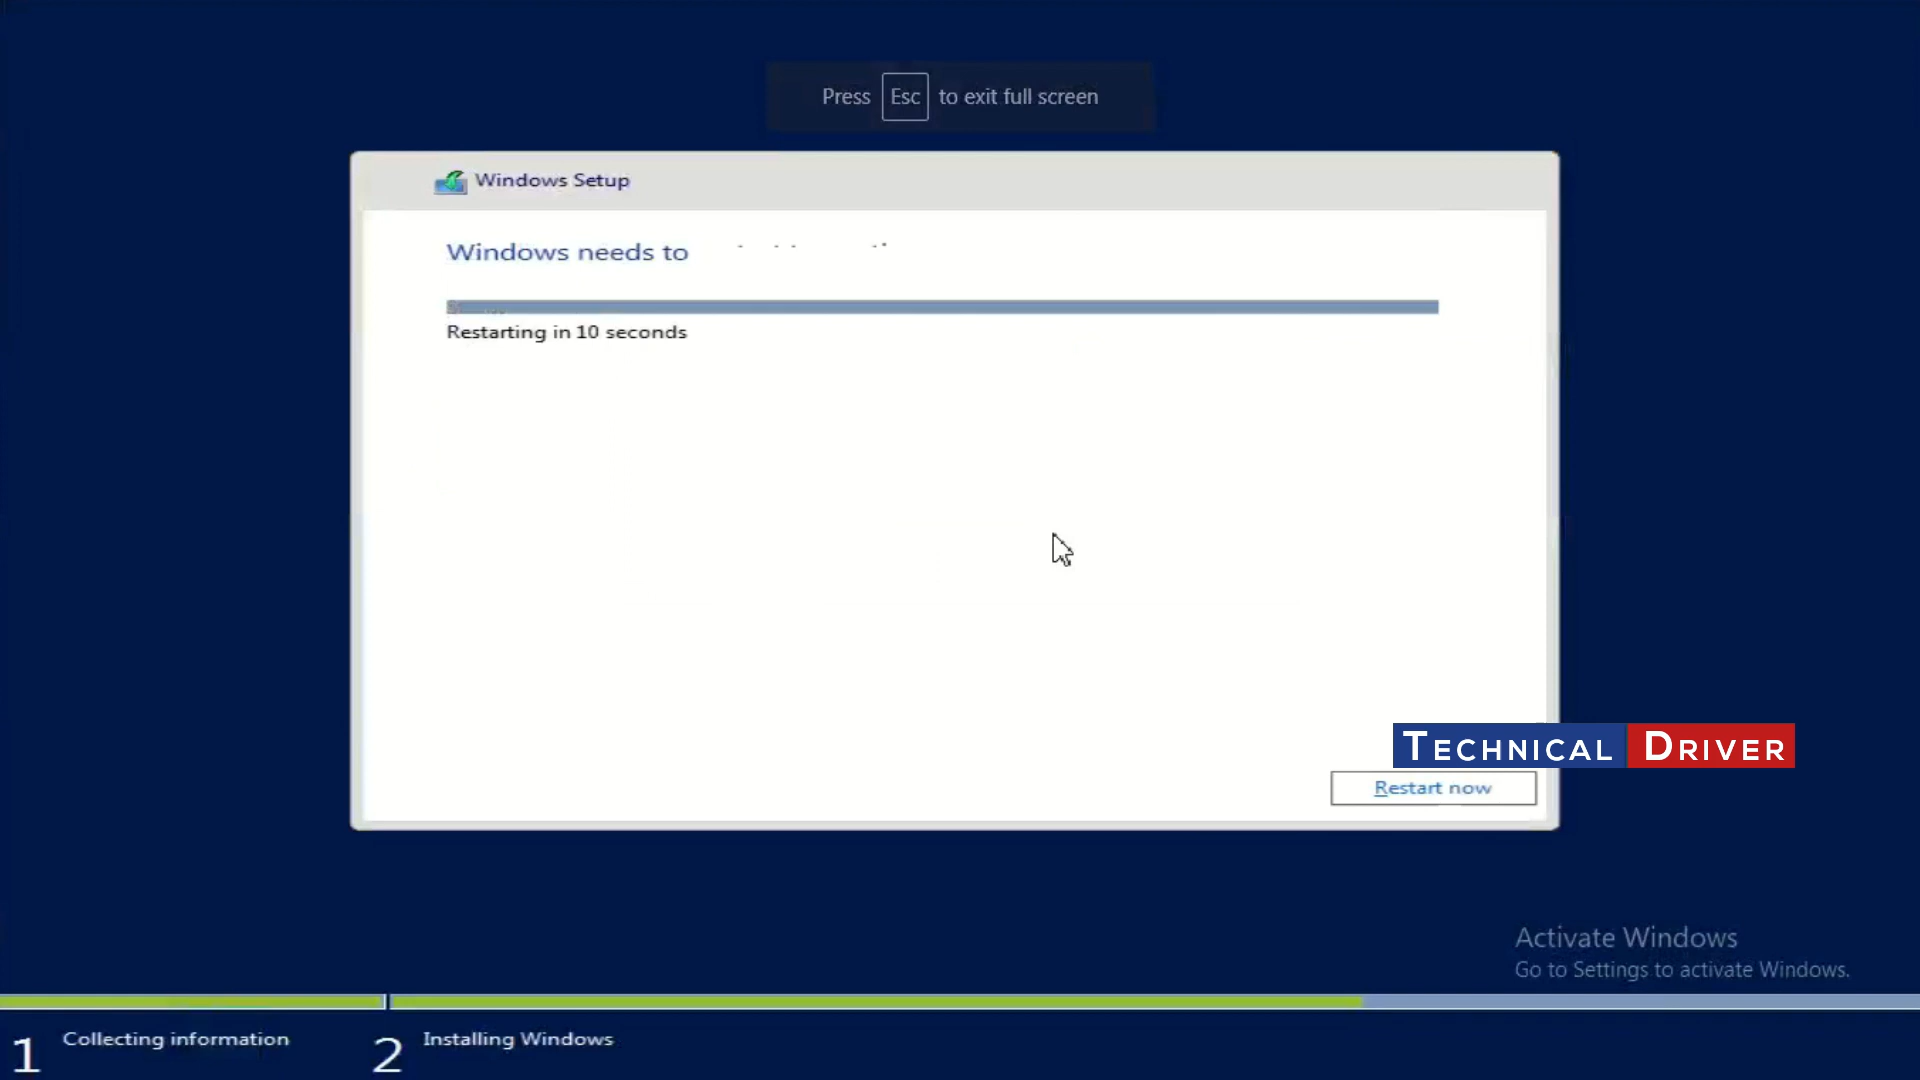 Press Esc to exit full screen
Windows Setup
Windows needs to
Restarting in 10 seconds
TECHNICAL DRIVER
Restart now
Activate Windows
Go to Settings to activate Windows.
1 Collecting information
2 Installing Windows